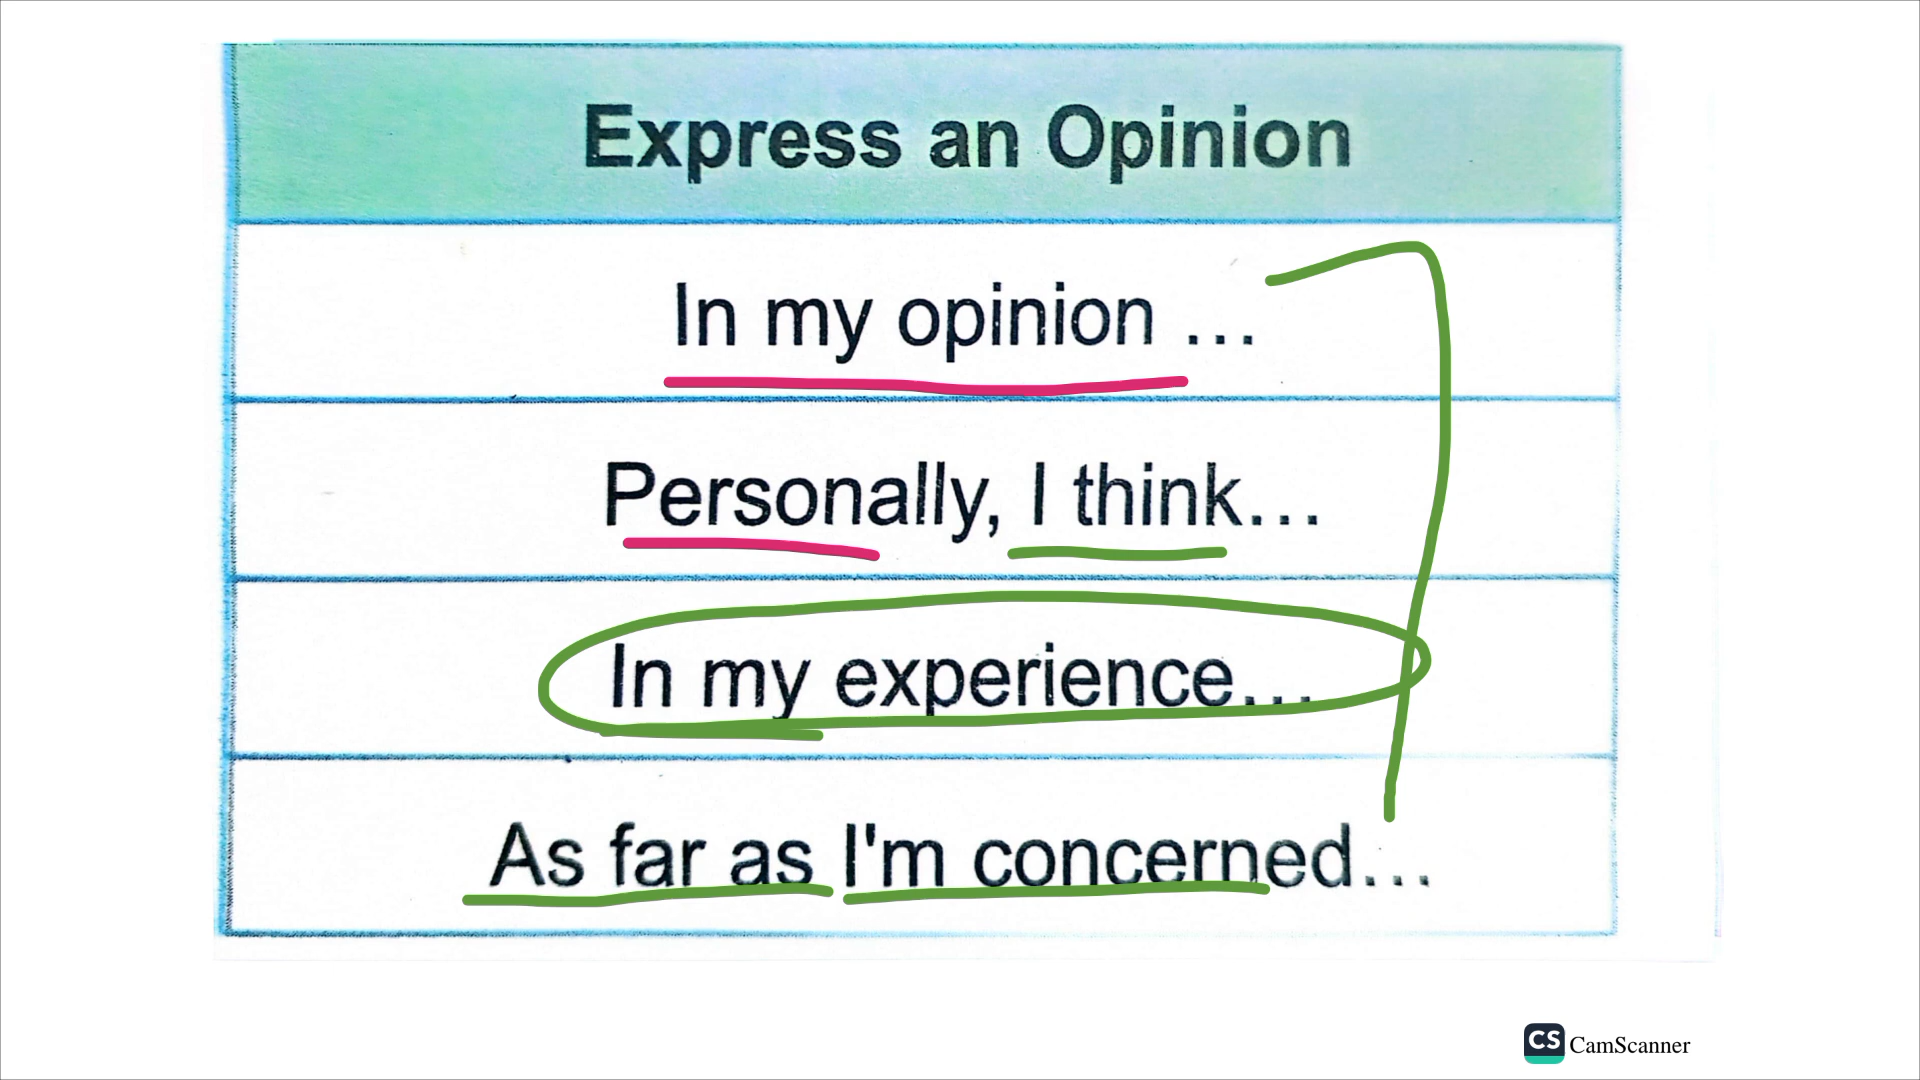 Express an Opinion
In my opinion ...
Personally, I think...
In my experience...
As far as I'm concerned...
CS CamScanner